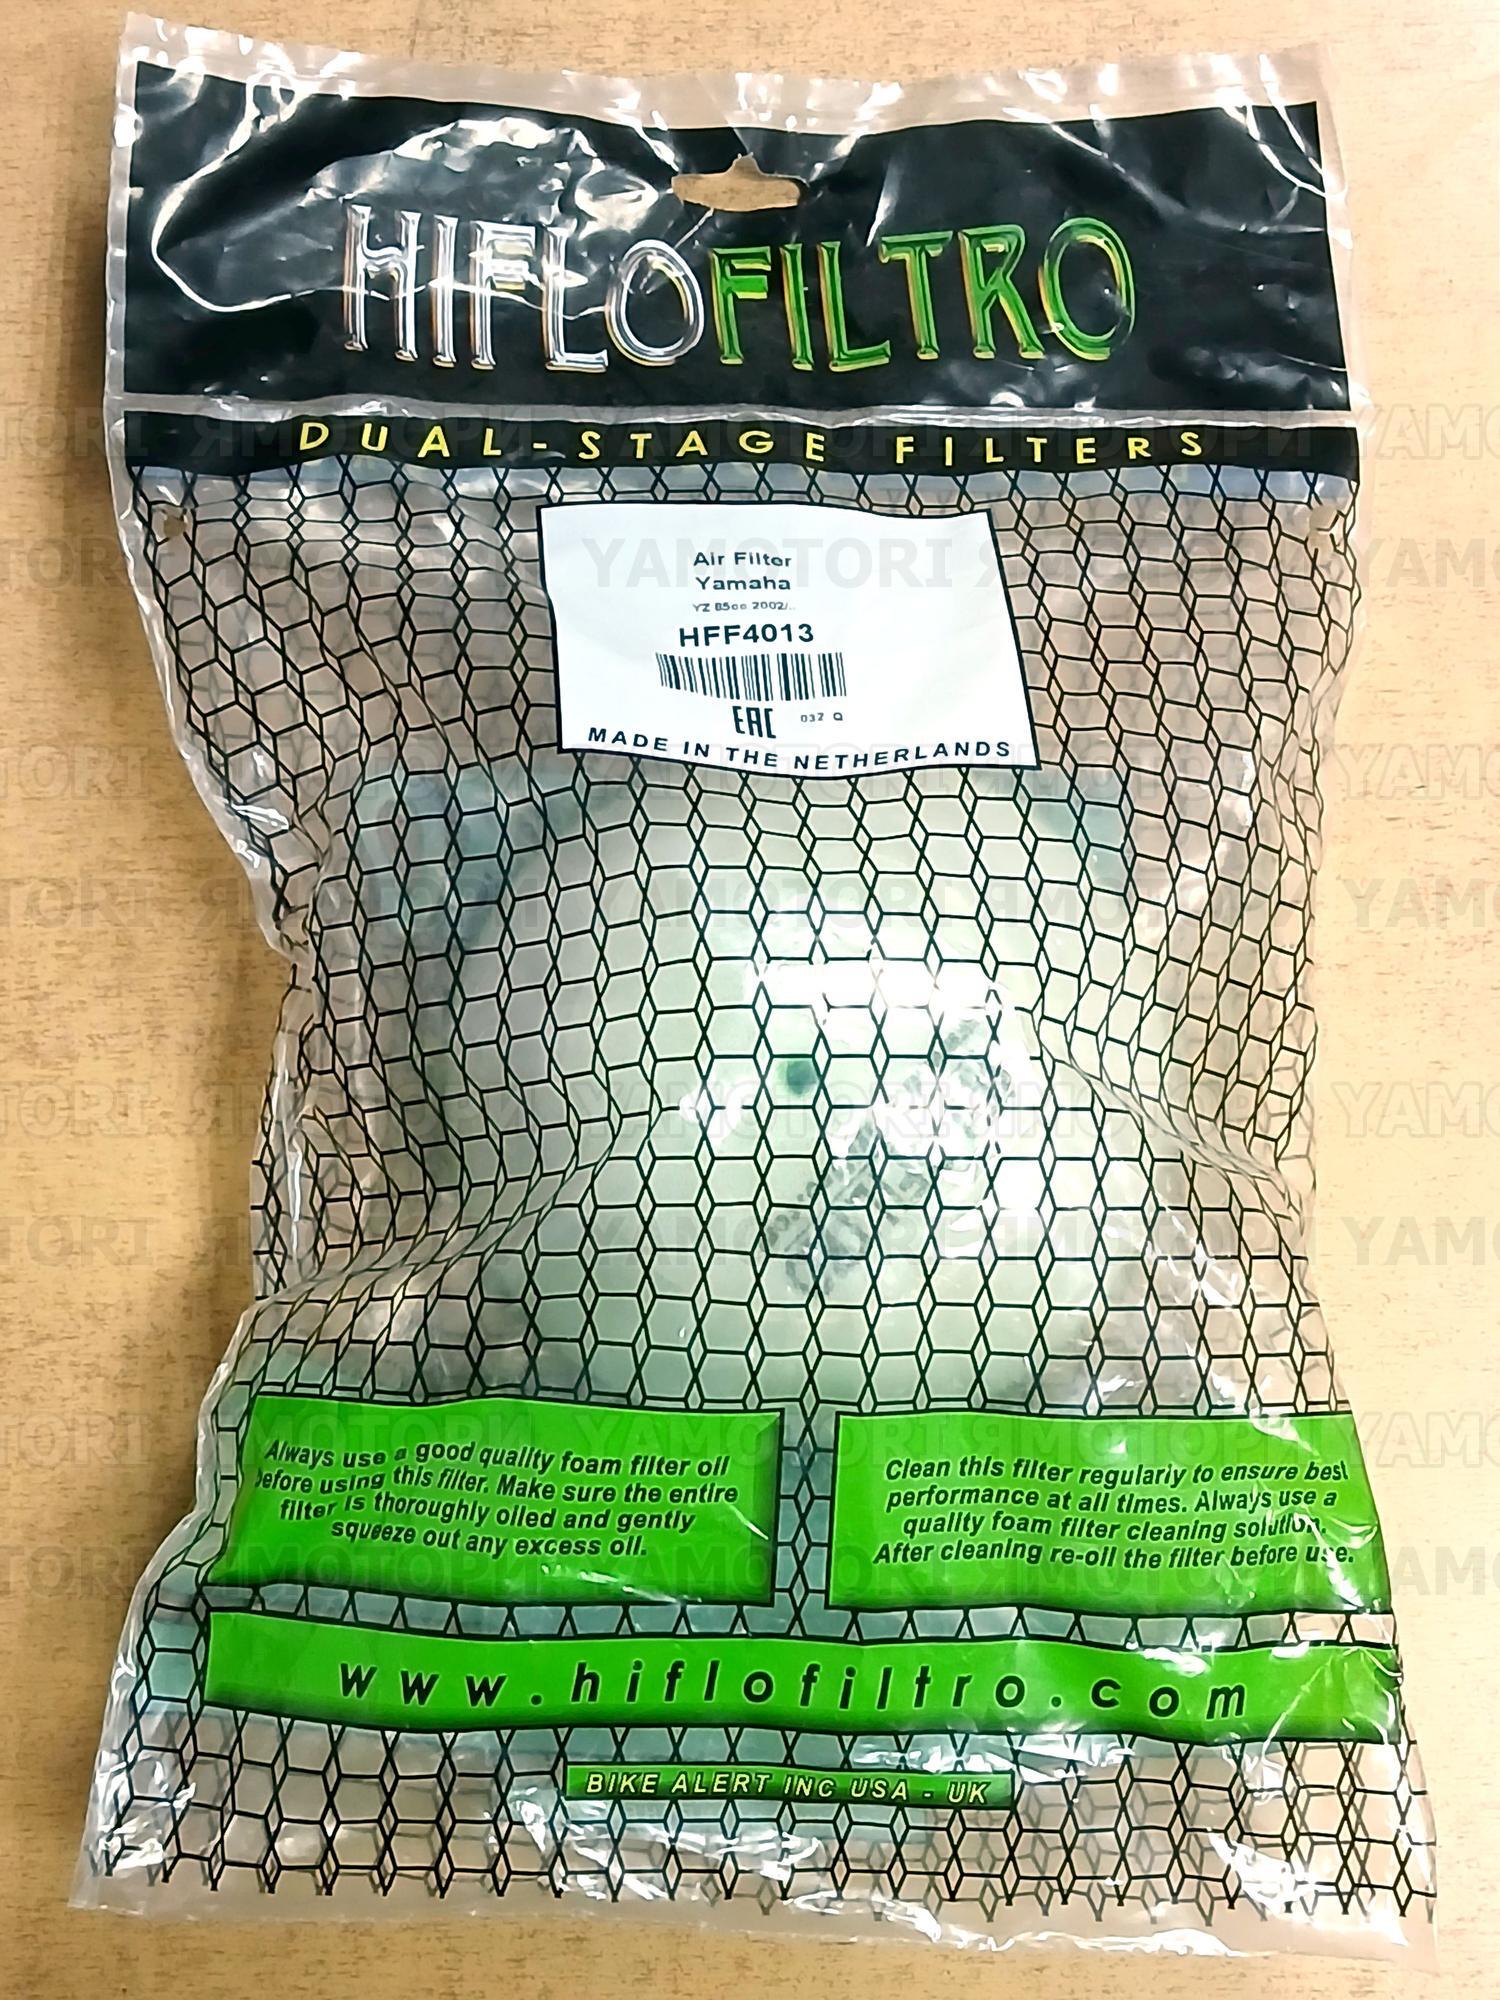 HIFLOFILTRO
DUAL-STAGE FILTERS
Air Filter
Yamaha
YZ 85cc 2002/..
HFF4013
EAC 032 Q
MADE IN THE NETHERLANDS
Always use a good quality foam filter oil
before using this filter. Make sure the entire
filter is thoroughly oiled and gently
squeeze out any excess oil.
Clean this filter regularly to ensure best
performance at all times. Always use a
quality foam filter cleaning solution.
After cleaning re-oil the filter before use.
www.hiflofiltro.com
BIKE ALERT INC USA - UK
YAMOTORI ЯМОТОРИ